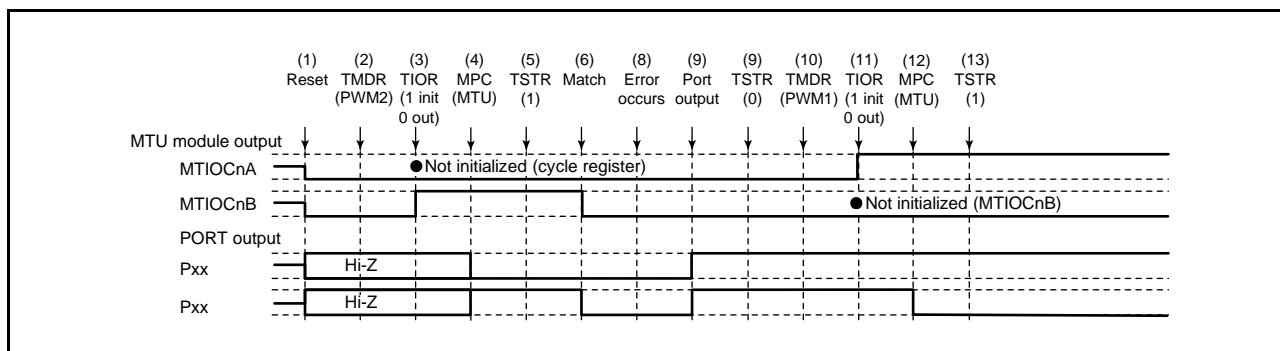 (1) (2) (3) (4) (5) (6) (8) (9) (9) (10) (11) (12) (13)
Reset TMDR TIOR MPC TSTR Match Error Port TSTR TMDR TIOR MPC TSTR
(PWM2) (1 init (MTU) (1) occurs output (0) (PWM1) (1 init (MTU) (1)
0 out) 0 out)
MTU module output
MTIOCnA ●Not initialized (cycle register)
MTIOCnB ●Not initialized (MTIOCnB)
PORT output
Pxx Hi-Z
Pxx Hi-Z